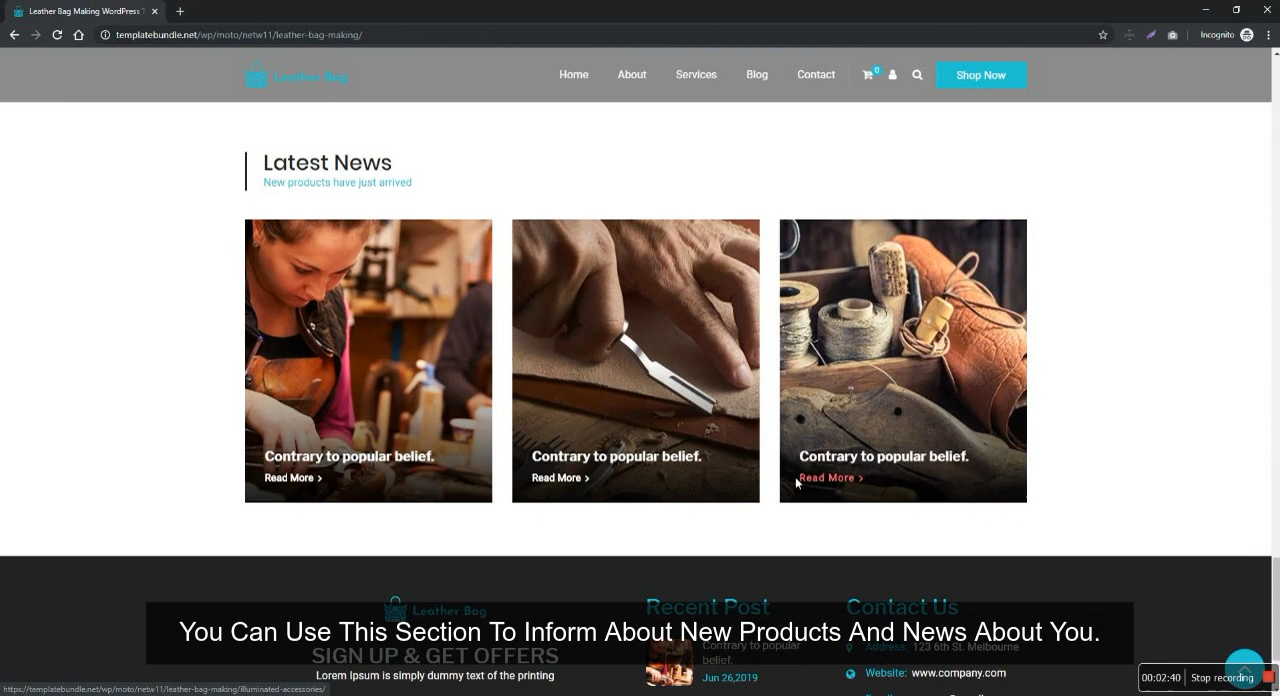 Leather Bag Making WordPress T
templatebundle.net/wp/moto/netw11/leather-bag-making/
Incognito
Leather Bag
Home
About
Services
Blog
Contact
0
Shop Now
Latest News
New products have just arrived
Contrary to popular belief.
Read More >
Contrary to popular belief.
Read More >
Contrary to popular belief.
Read More >
Leather Bag
SIGN UP & GET OFFERS
Lorem Ipsum is simply dummy text of the printing
Recent Post
Contrary to popular
belief.
Jun 26,2019
Contact Us
Address: 123 6th St. Melbourne
Website: www.company.com
You Can Use This Section To Inform About New Products And News About You.
00:02:40
Stop recording
https://templatebundle.net/wp/moto/netw11/leather-bag-making/illuminated-accessories/